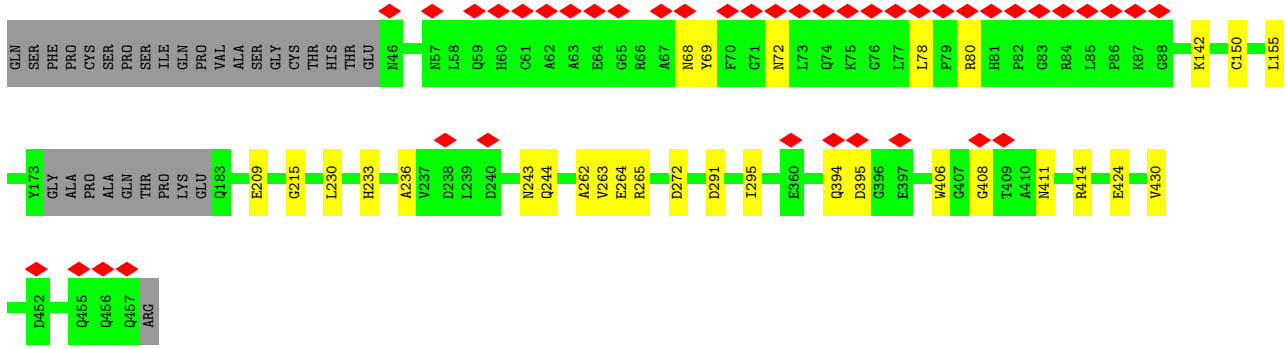 GLN SER PHE PRO CYS SER PRO SER ILE GLN PRO VAL ALA SER GLY CYS THR HIS THR GLU N46 N57 L58 Q59 H60 C61 A62 A63 E64 G65 R66 A67 N68 Y69 F70 G71 N72 L73 Q74 K75 G76 L77 L78 P79 R80 H81 P82 G83 R84 L85 P86 K87 G88 K142 C150 L155
Y173 GLY ALA PRO ALA GLN THR PRO LYS GLU Q183 E209 G215 L230 H233 A236 V237 D238 L239 D240 N243 Q244 A262 V263 E264 R265 D272 D291 I295 E360 Q394 D395 G396 E397 W406 G407 G408 T409 A410 N411 R414 E424 V430
D452 Q455 Q456 Q457 ARG